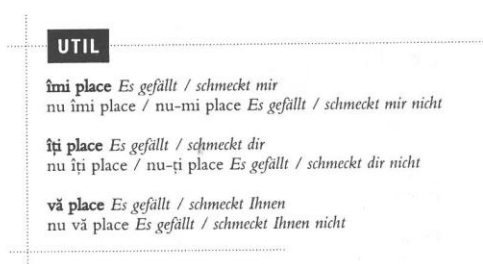 UTIL
îmi place Es gefällt / schmeckt mir
nu îmi place / nu-mi place Es gefällt / schmeckt mir nicht
îți place Es gefällt / schmeckt dir
nu îți place / nu-ți place Es gefällt / schmeckt dir nicht
vă place Es gefällt / schmeckt Ihnen
nu vă place Es gefällt / schmeckt Ihnen nicht